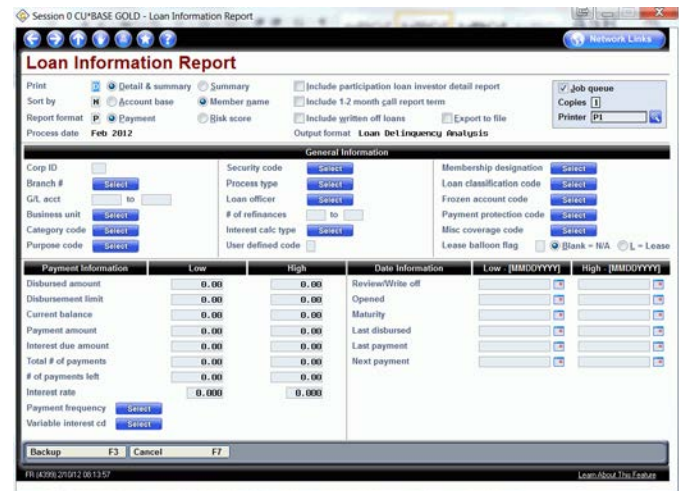 Session 0 CU*BASE GOLD - Loan Information Report
Network Links
Loan Information Report
Print D Detail & summary Summary Include participation loan investor detail report Job queue
Sort by N Account base Member name Include 1-2 month call report term Copies 1
Report format P Payment Risk score Include written off loans Export to file Printer P1
Process date Feb 2012 Output format Loan Delinquency Analysis
General Information
Corp ID Security code Select Membership designation Select
Branch # Select Process type Select Loan classification code Select
G/L acct to Loan officer Select Frozen account code Select
Business unit Select # of refinances to Payment protection code Select
Category code Select Interest calc type Select Misc coverage code Select
Purpose code Select User defined code Lease balloon flag Blank = N/A L = Lease
Payment Information Low High Date Information Low - [MMDDYYYY] High - [MMDDYYYY]
Disbursed amount 0.00 0.00 Review/Write off
Disbursement limit 0.00 0.00 Opened
Current balance 0.00 0.00 Maturity
Payment amount 0.00 0.00 Last disbursed
Interest due amount 0.00 0.00 Last payment
Total # of payments 0.00 0.00 Next payment
# of payments left 0.00 0.00
Interest rate 0.000 0.000
Payment frequency Select
Variable interest cd Select
Backup F3 Cancel F7
FR (4399) 2/10/12 08:13:57 Learn About This Feature